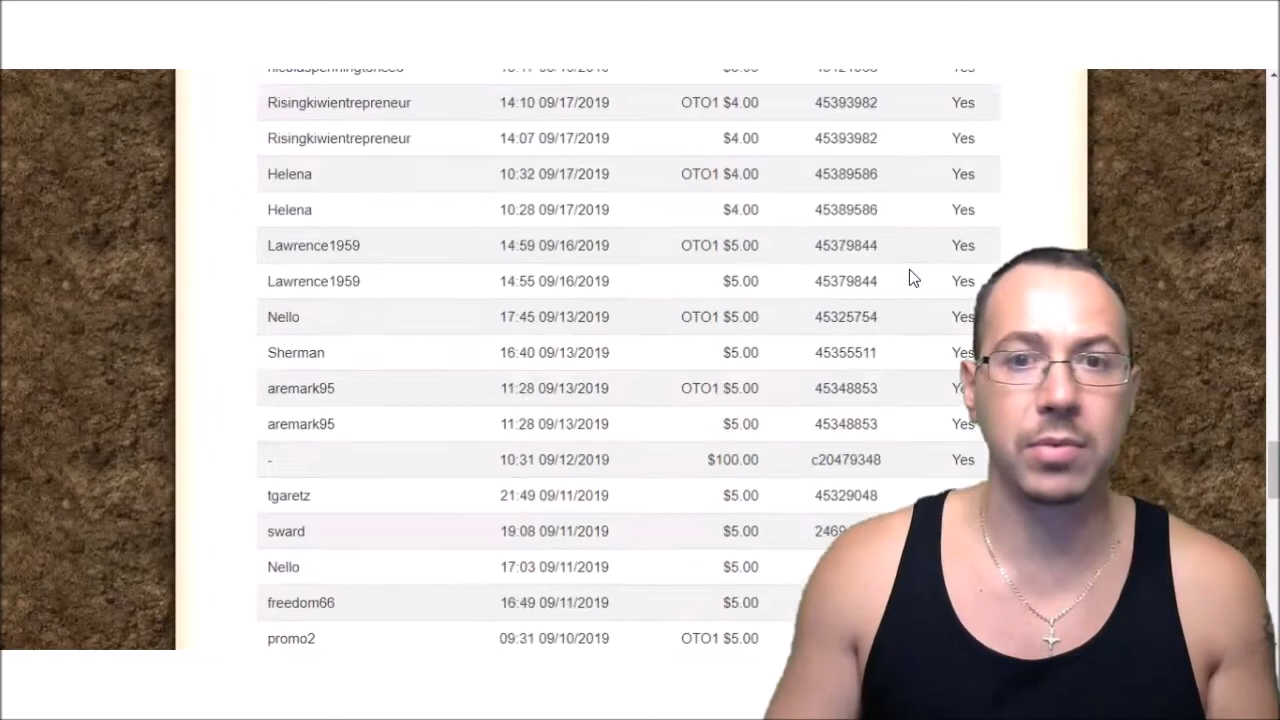 Risingkiwientrepreneur 14:10 09/17/2019 OTO1 $4.00 45393982 Yes
Risingkiwientrepreneur 14:07 09/17/2019 $4.00 45393982 Yes
Helena 10:32 09/17/2019 OTO1 $4.00 45389586 Yes
Helena 10:28 09/17/2019 $4.00 45389586 Yes
Lawrence1959 14:59 09/16/2019 OTO1 $5.00 45379844 Yes
Lawrence1959 14:55 09/16/2019 $5.00 45379844 Yes
Nello 17:45 09/13/2019 OTO1 $5.00 45325754 Yes
Sherman 16:40 09/13/2019 $5.00 45355511 Yes
aremark95 11:28 09/13/2019 OTO1 $5.00 45348853 Yes
aremark95 11:28 09/13/2019 $5.00 45348853 Yes
- 10:31 09/12/2019 $100.00 c20479348 Yes
tgaretz 21:49 09/11/2019 $5.00 45329048
sward 19:08 09/11/2019 $5.00
Nello 17:03 09/11/2019 $5.00
freedom66 16:49 09/11/2019 $5.00
promo2 09:31 09/10/2019 OTO1 $5.00